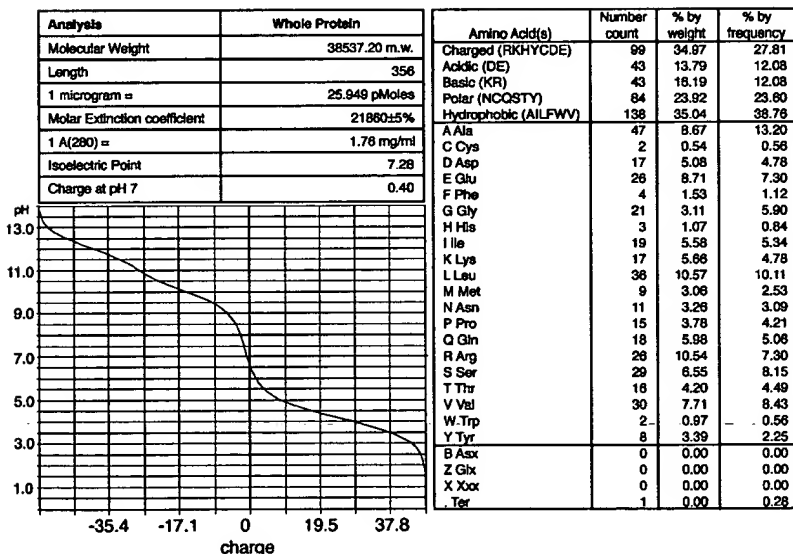 Analysis Whole Protein
Molecular Weight 38537.20 m.w.
Length 356
1 microgram = 25.949 pMoles
Molar Extinction coefficient 21860±5%
1 A(280) = 1.76 mg/ml
Isoelectric Point 7.28
Charge at pH 7 0.40
pH
13.0
11.0
9.0
7.0
5.0
3.0
1.0
-35.4 -17.1 0 19.5 37.8
charge
Amino Acid(s) Number count % by weight % by frequency
Charged (RKHYCDE) 99 34.97 27.81
Acidic (DE) 43 13.79 12.08
Basic (KR) 43 16.19 12.08
Polar (NCQSTY) 84 23.92 23.60
Hydrophobic (AILFWV) 138 35.04 38.76
A Ala 47 8.67 13.20
C Cys 2 0.54 0.56
D Asp 17 5.08 4.78
E Glu 26 8.71 7.30
F Phe 4 1.53 1.12
G Gly 21 3.11 5.90
H His 3 1.07 0.84
I Ile 19 5.58 5.34
K Lys 17 5.66 4.78
L Leu 36 10.57 10.11
M Met 9 3.06 2.53
N Asn 11 3.26 3.09
P Pro 15 3.78 4.21
Q Gln 18 5.98 5.06
R Arg 26 10.54 7.30
S Ser 29 6.55 8.15
T Thr 16 4.20 4.49
V Val 30 7.71 8.43
W Trp 2 0.97 0.56
Y Tyr 8 3.39 2.25
B Asx 0 0.00 0.00
Z Glx 0 0.00 0.00
X Xxx 0 0.00 0.00
. Ter 1 0.00 0.28